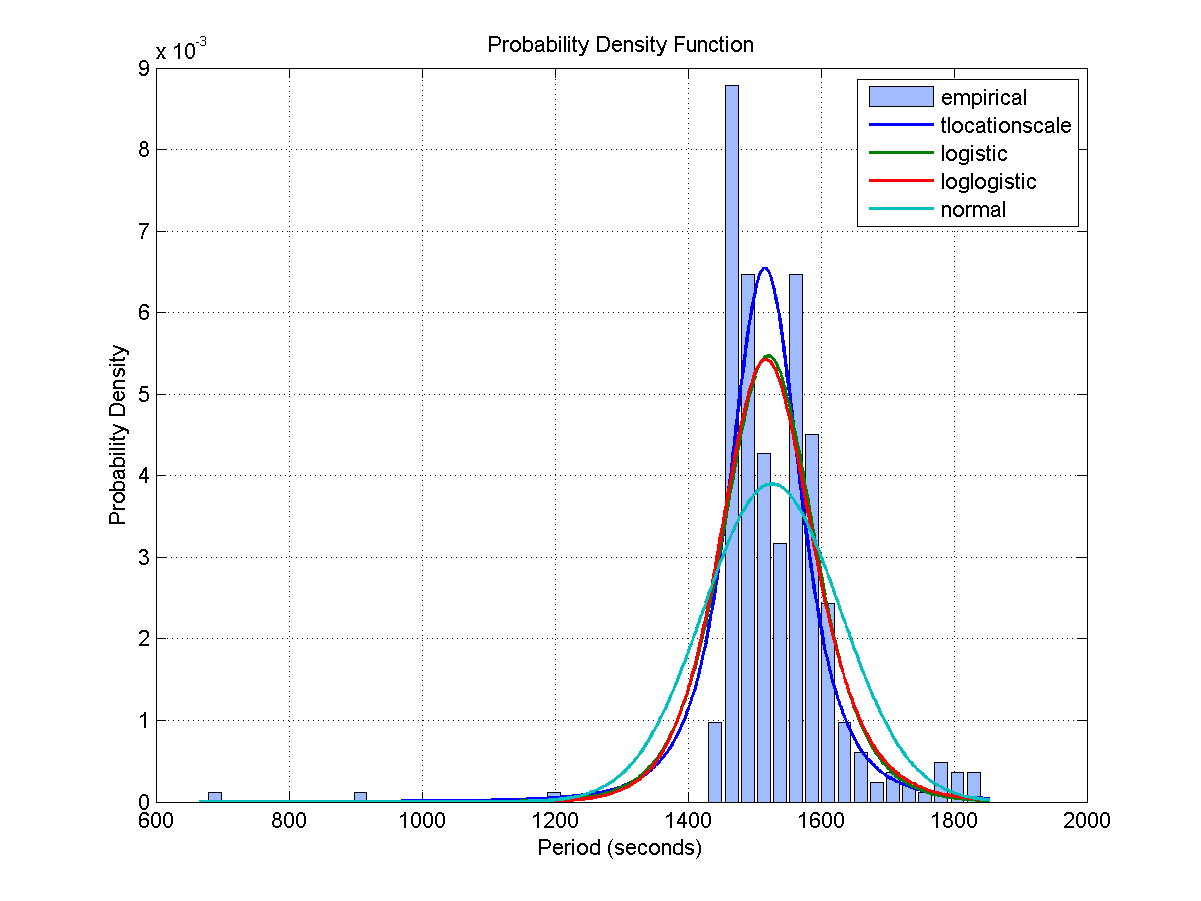 Probability Density Function
x 10-3
9
8
7
6
5
4
3
2
1
0
Probability Density
600 800 1000 1200 1400 1600 1800 2000
Period (seconds)
empirical
tlocationscale
logistic
loglogistic
normal